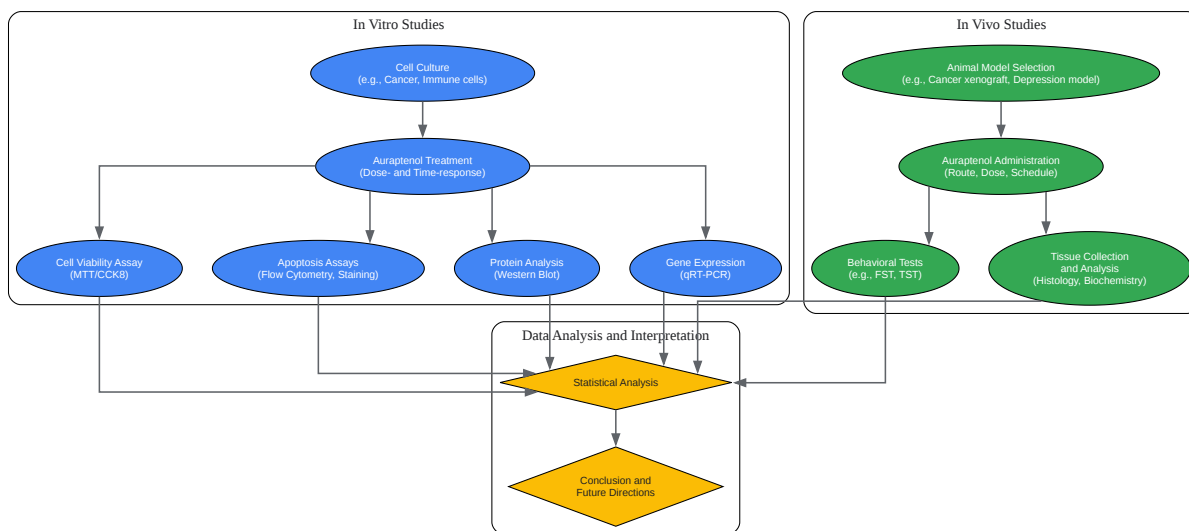 In Vitro Studies
Cell Culture
(e.g., Cancer, Immune cells)
Auraptenol Treatment
(Dose- and Time-response)
Cell Viability Assay
(MTT/CCK8)
Apoptosis Assays
(Flow Cytometry, Staining)
Protein Analysis
(Western Blot)
Gene Expression
(qRT-PCR)
In Vivo Studies
Animal Model Selection
(e.g., Cancer xenograft, Depression model)
Auraptenol Administration
(Route, Dose, Schedule)
Behavioral Tests
(e.g., FST, TST)
Tissue Collection
and Analysis
(Histology, Biochemistry)
Data Analysis and Interpretation
Statistical Analysis
Conclusion and
Future Directions